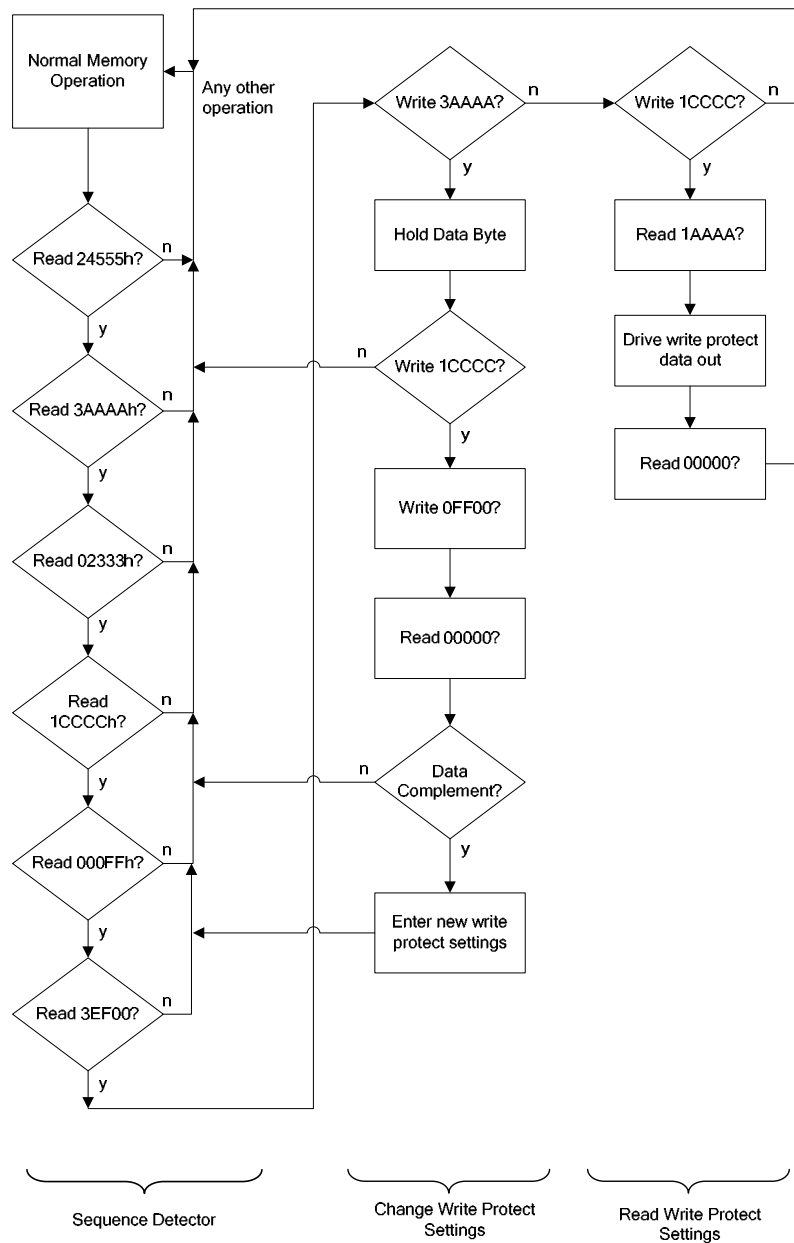 Normal Memory
Operation
Any other
operation
Read 24555h?
n
y
Read 3AAAAh?
n
y
Read 02333h?
n
y
Read
1CCCCh?
n
y
Read 000FFh?
n
y
Read 3EF00?
n
y
Sequence Detector
Write 3AAAA?
n
y
Hold Data Byte
Write 1CCCC?
n
y
Write 0FF00?
Read 00000?
Data
Complement?
n
y
Enter new write
protect settings
Change Write Protect
Settings
Write 1CCCC?
n
y
Read 1AAAA?
Drive write protect
data out
Read 00000?
Read Write Protect
Settings